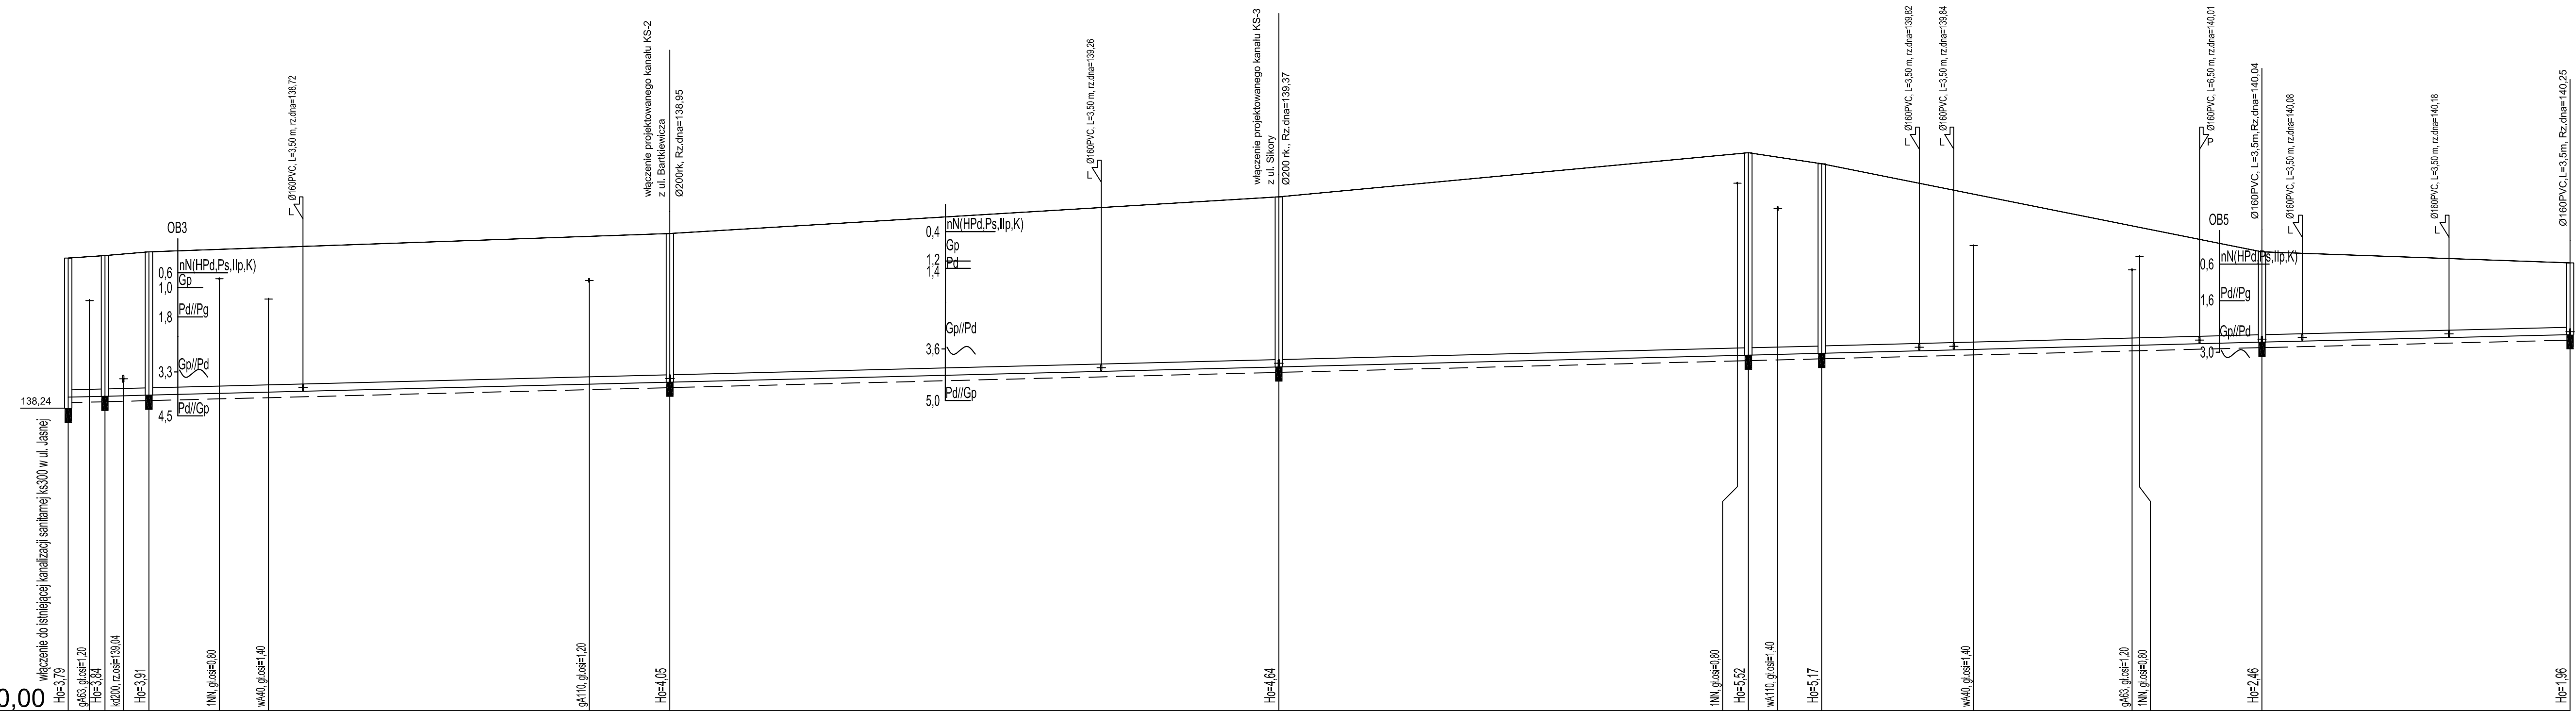 włączenie projektowanego kanału KS-2
z ul. Bartkiewicza
Ø200rk, Rz.dna=138,95
włączenie projektowanego kanału KS-3
z ul. Sikory
Ø200 rk., Rz.dna=139,37
L Ø160PVC, L=3,50 m, rz.dna=138,72
L Ø160PVC, L=3,50 m, rz.dna=139,26
L Ø160PVC, L=3,50 m, rz.dna=139,82
L Ø160PVC, L=3,50 m, rz.dna=139,84
P Ø160PVC, L=6,50 m, rz.dna=140,01
Ø160PVC, L=3,5m,Rz.dna=140,04
L Ø160PVC, L=3,50 m, rz.dna=140,08
L Ø160PVC, L=3,50 m, rz.dna=140,18
Ø160PVC,L=3,5m, Rz.dna=140,25
OB3
0,6 nN(HPd,Ps,IIp,K)
1,0 Gp
1,8 Pd//Pg
3,3 Gp//Pd
4,5 Pd//Gp
0,4 nN(HPd,Ps,IIp,K)
Gp
1,2
1,4 Pd
3,6 Gp//Pd
5,0 Pd//Gp
OB5
0,6 nN(HPd,Ps,IIp,K)
1,6 Pd//Pg
3,0 Gp//Pd
138,24
włączenie do istniejącej kanalizacji sanitarnej ks300 w ul. Jasnej
0,00
Ho=3,79
gA63, gł.osi=1,20
Ho=3,84
kd200, rz.osi=139,04
Ho=3,91
1NN, gł.osi=0,80
wA40, gł.osi=1,40
gA110, gł.osi=1,20
Ho=4,05
Ho=4,64
1NN, gł.osi=0,80
Ho=5,52
wA110, gł.osi=1,40
Ho=5,17
wA40, gł.osi=1,40
gA63, gł.osi=1,20
1NN, gł.osi=0,80
Ho=2,46
Ho=1,96